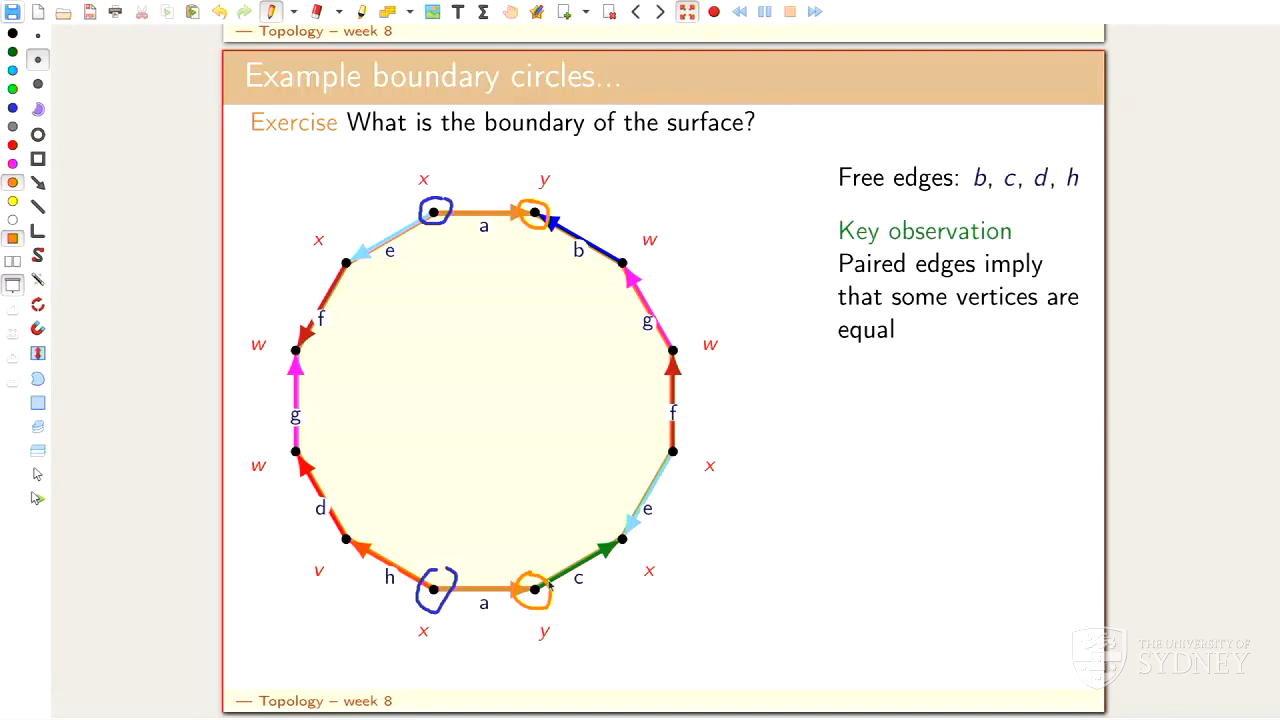 — Topology – week 8
Example boundary circles...
Exercise What is the boundary of the surface?
x y
a
x e b w
f g
w w
g f
w x
d e
v h c x
a
x y
Free edges: b, c, d, h
Key observation
Paired edges imply
that some vertices are
equal
THE UNIVERSITY OF
SYDNEY
— Topology – week 8